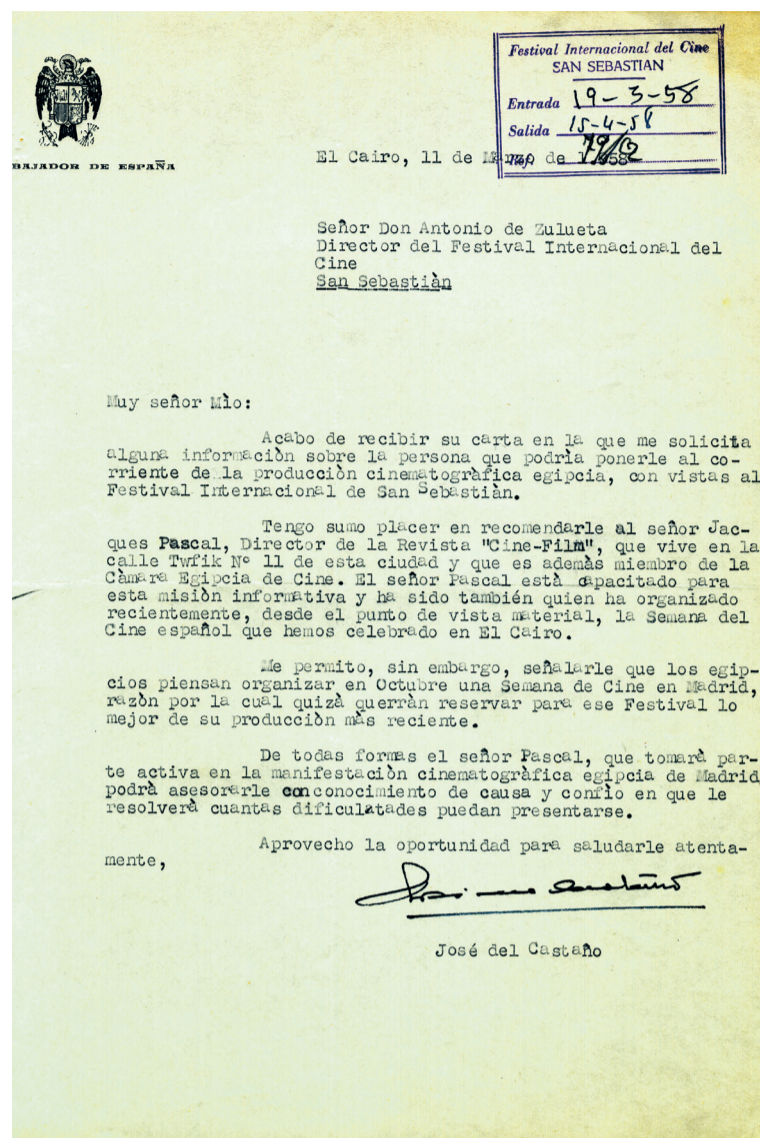 BAJADOR DE ESPAÑA
Festival Internacional del Cine
SAN SEBASTIAN
Entrada 19-3-58
Salida 15-4-58
Ref.
El Cairo, 11 de Marzo de 1958
Señor Don Antonio de Zulueta
Director del Festival Internacional del
Cine
San Sebastiàn
Muy señor Mìo:
Acabo de recibir su carta en la que me solicita
alguna informaciòn sobre la persona que podrìa ponerle al co-
rriente de la producciòn cinematogràfica egipcia, con vistas al
Festival Internacional de San Sebastiàn.
Tengo sumo placer en recomendarle al señor Jac-
ques Pascal, Director de la Revista "Cine-Film", que vive en la
calle Twfik Nº 11 de esta ciudad y que es ademàs miembro de la
Càmara Egipcia de Cine. El señor Pascal està capacitado para
esta misiòn informativa y ha sido tambièn quien ha organizado
recientemente, desde el punto de vista material, la Semana del
Cine español que hemos celebrado en El Cairo.
Me permito, sin embargo, señalarle que los egip-
cios piensan organizar en Octubre una Semana de Cine en Madrid,
razòn por la cual quizà querràn reservar para ese Festival lo
mejor de su producciòn màs reciente.
De todas formas el señor Pascal, que tomarà par-
te activa en la manifestaciòn cinematogràfica egipcia de Madrid
podrà asesorarle conconocimiento de causa y confìo en que le
resolverà cuantas dificulatades puedan presentarse.
Aprovecho la oportunidad para saludarle atenta-
mente,
José del Castaño